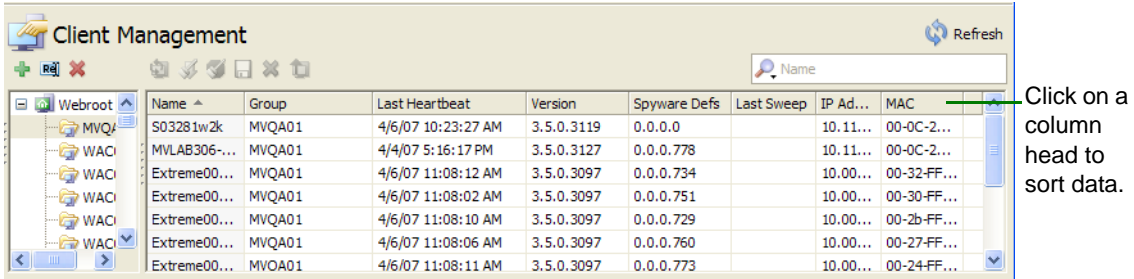 Client Management
Refresh
Name
Webroot
MVQA
WAC
WAC
WAC
WAC
WAC
Name Group Last Heartbeat Version Spyware Defs Last Sweep IP Ad... MAC
S03281w2k MVQA01 4/6/07 10:23:27 AM 3.5.0.3119 0.0.0.0 10.11... 00-0C-2...
MVLAB306-... MVQA01 4/4/07 5:16:17 PM 3.5.0.3127 0.0.0.778 10.11... 00-0C-2...
Extreme00... MVQA01 4/6/07 11:08:12 AM 3.5.0.3097 0.0.0.734 10.00... 00-32-FF...
Extreme00... MVQA01 4/6/07 11:08:02 AM 3.5.0.3097 0.0.0.751 10.00... 00-30-FF...
Extreme00... MVQA01 4/6/07 11:08:10 AM 3.5.0.3097 0.0.0.729 10.00... 00-2b-FF...
Extreme00... MVQA01 4/6/07 11:08:06 AM 3.5.0.3097 0.0.0.760 10.00... 00-27-FF...
Extreme00... MVQA01 4/6/07 11:08:11 AM 3.5.0.3097 0.0.0.773 10.00... 00-24-FF...
Click on a
column
head to
sort data.